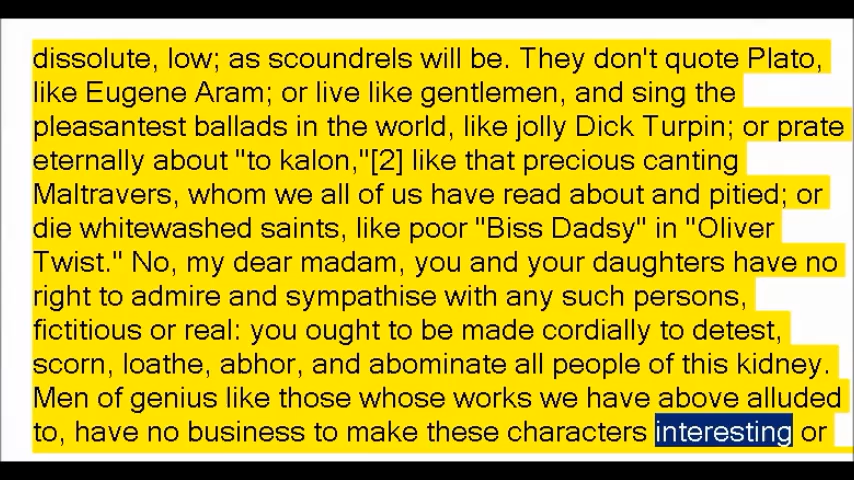 dissolute, low; as scoundrels will be. They don't quote Plato,
like Eugene Aram; or live like gentlemen, and sing the
pleasantest ballads in the world, like jolly Dick Turpin; or prate
eternally about "to kalon,"[2] like that precious canting
Maltravers, whom we all of us have read about and pitied; or
die whitewashed saints, like poor "Biss Dadsy" in "Oliver
Twist." No, my dear madam, you and your daughters have no
right to admire and sympathise with any such persons,
fictitious or real: you ought to be made cordially to detest,
scorn, loathe, abhor, and abominate all people of this kidney.
Men of genius like those whose works we have above alluded
to, have no business to make these characters interesting or